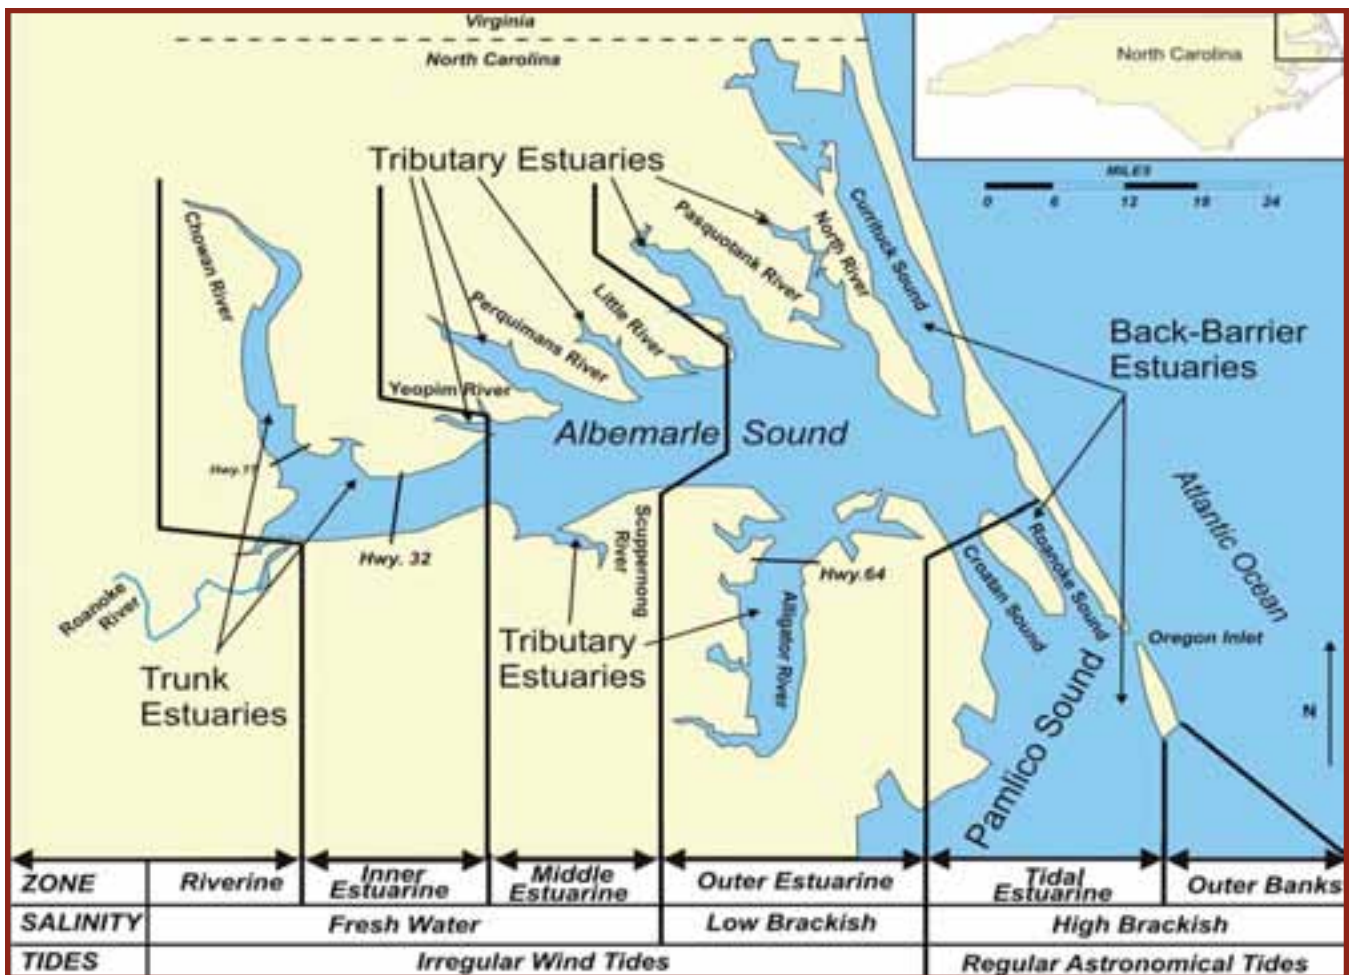 Virginia
North Carolina
North Carolina
MILES
0 6 12 18 24
Tributary Estuaries
Chowan River
Pasquotank River
North River
Currituck Sound
Perquimans River
Little River
Yeopim River
Back-Barrier
Estuaries
Albemarle Sound
Hwy.17
Hwy. 32
Scuppernong
River
Hwy.64
Atlantic Ocean
Roanoke Sound
Croatan Sound
Roanoke
River
Alligator River
Tributary
Estuaries
Oregon Inlet
Trunk
Estuaries
Pamlico Sound
N
ZONE Riverine Inner Estuarine Middle Estuarine Outer Estuarine Tidal Estuarine Outer Banks
SALINITY Fresh Water Low Brackish High Brackish
TIDES Irregular Wind Tides Regular Astronomical Tides